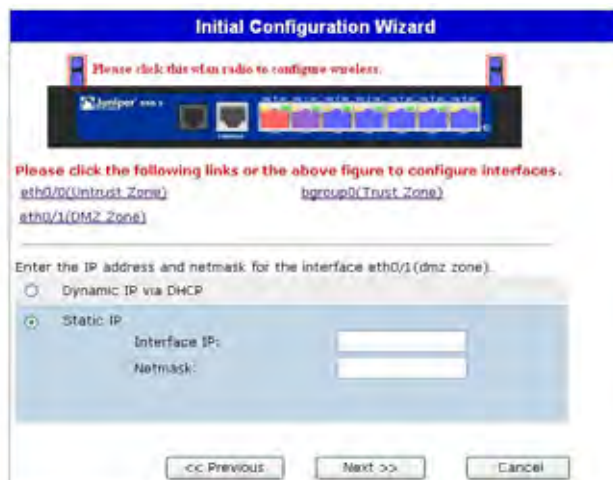 Initial Configuration Wizard
Please click this wlan radio to configure wireless.
Juniper
Please click the following links or the above figure to configure interfaces.
eth0/0(Untrust Zone) bgroup0(Trust Zone)
eth0/1(DMZ Zone)
Enter the IP address and netmask for the interface eth0/1(dmz zone)
Dynamic IP via DHCP
Static IP
Interface IP:
Netmask:
<< Previous Next >> Cancel